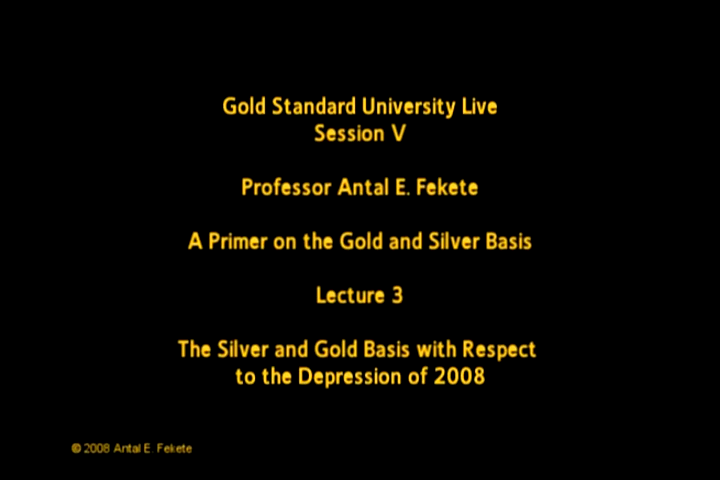 Gold Standard University Live
Session V
Professor Antal E. Fekete
A Primer on the Gold and Silver Basis
Lecture 3
The Silver and Gold Basis with Respect
to the Depression of 2008
© 2008 Antal E. Fekete